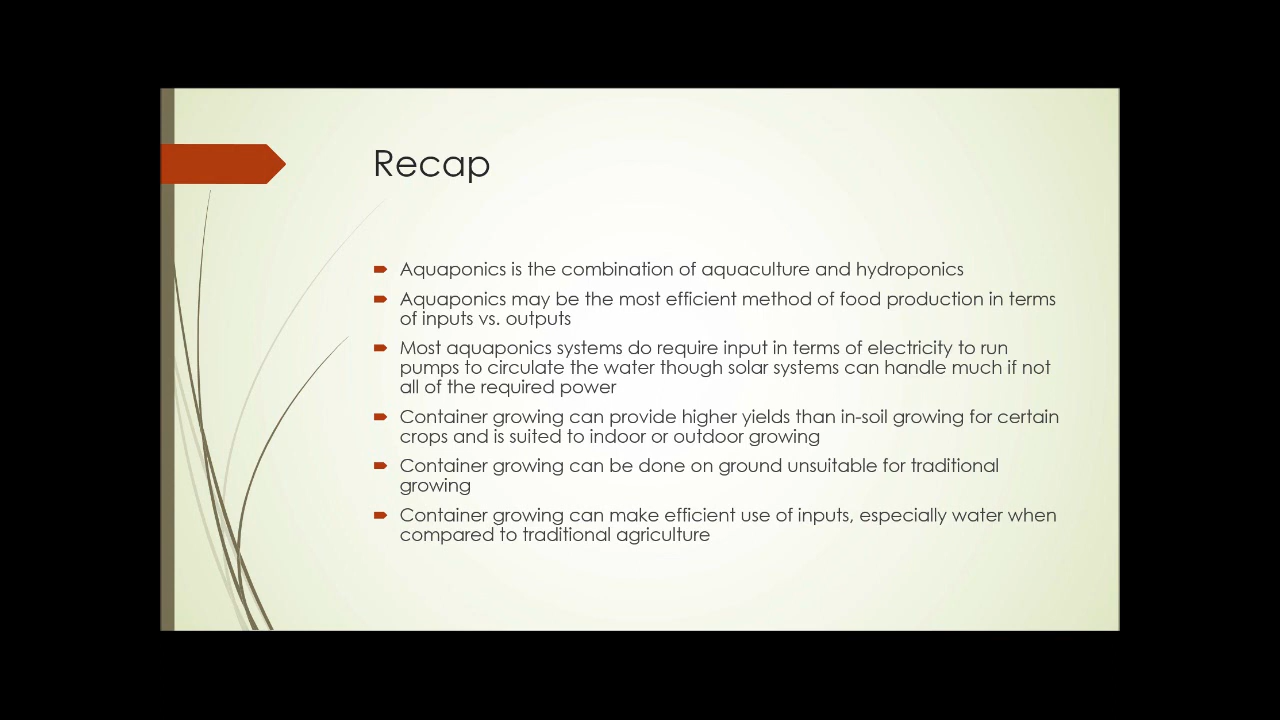 Recap
Aquaponics is the combination of aquaculture and hydroponics
Aquaponics may be the most efficient method of food production in terms
of inputs vs. outputs
Most aquaponics systems do require input in terms of electricity to run
pumps to circulate the water though solar systems can handle much if not
all of the required power
Container growing can provide higher yields than in-soil growing for certain
crops and is suited to indoor or outdoor growing
Container growing can be done on ground unsuitable for traditional
growing
Container growing can make efficient use of inputs, especially water when
compared to traditional agriculture